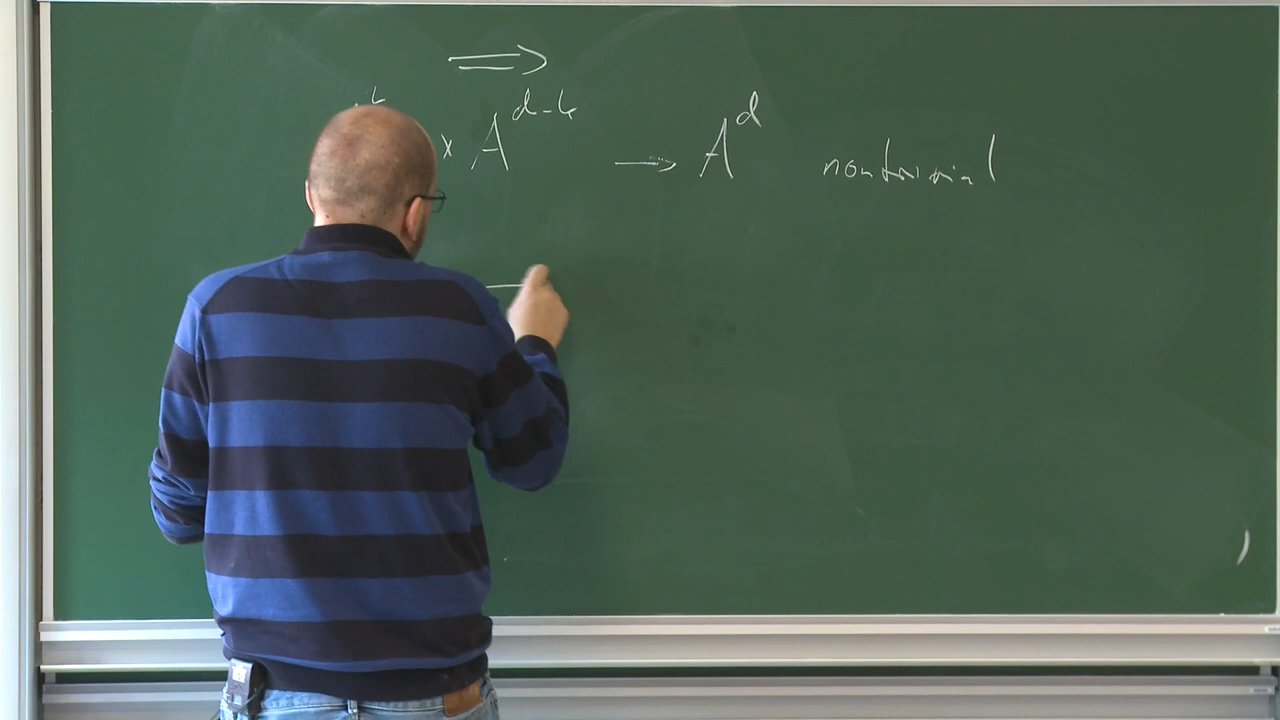 ⟹
× A^{d-k} → A^d nontrivial